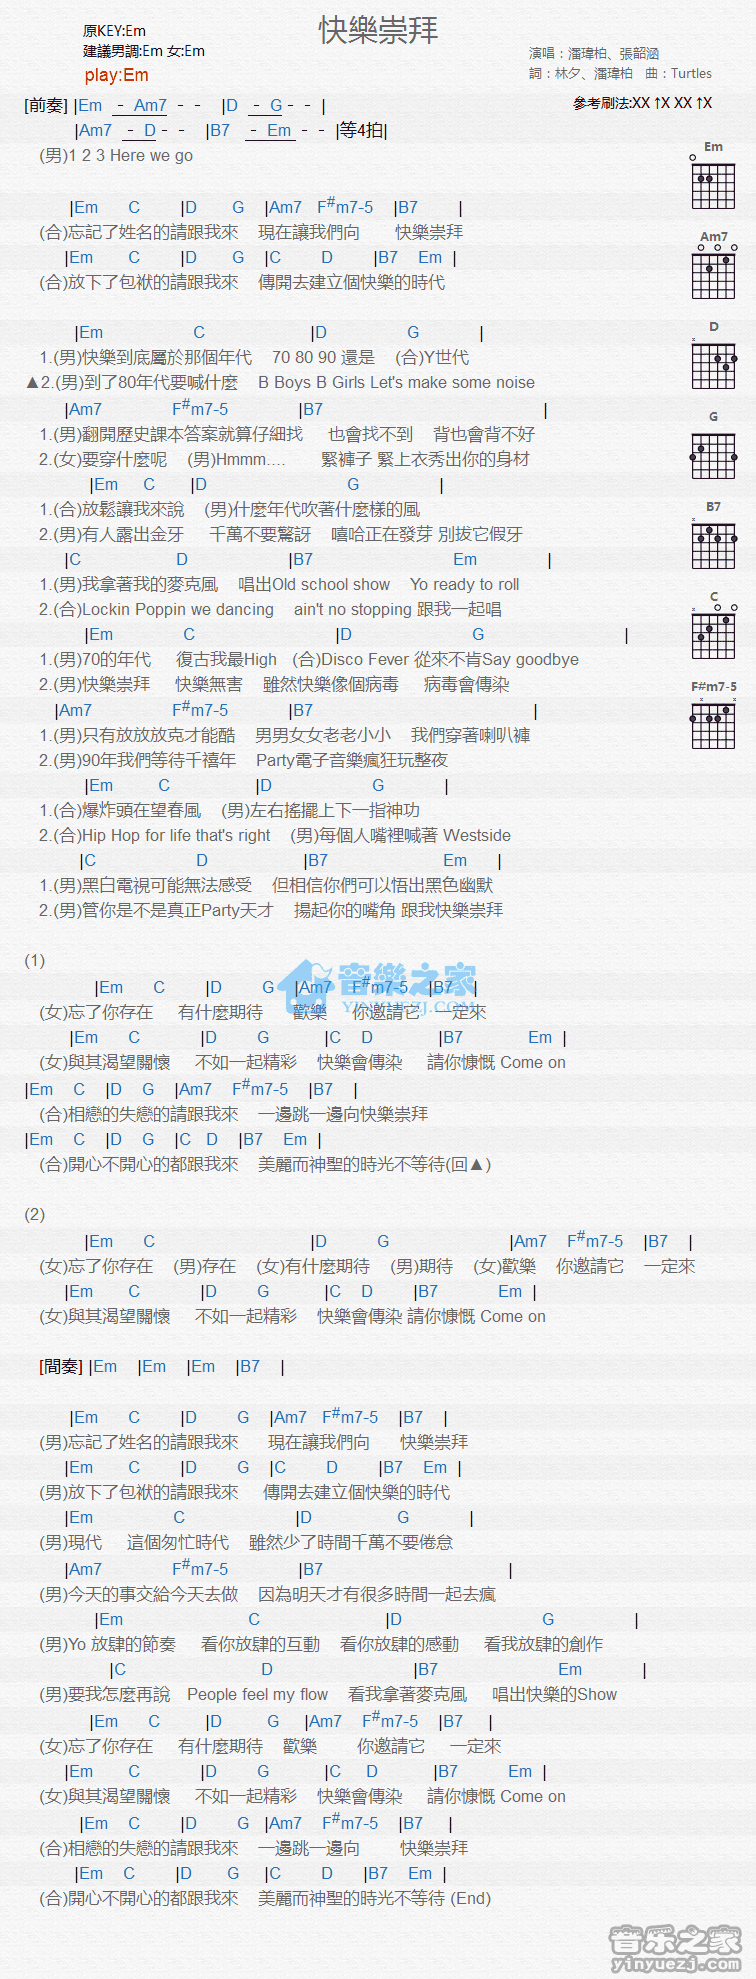 快樂崇拜
原KEY:Em
建議男調:Em 女:Em
play:Em
演唱：潘瑋柏、張韶涵
詞：林夕、潘瑋柏 曲：Turtles
參考刷法:XX ↑X XX ↑X
[前奏] |Em - Am7 - - |D - G - - |
|Am7 - D - - |B7 - Em - - |等4拍|
(男)1 2 3 Here we go
|Em C |D G |Am7 F#m7-5 |B7 |
(合)忘記了姓名的請跟我來 現在讓我們向 快樂崇拜
|Em C |D G |C D |B7 Em |
(合)放下了包袱的請跟我來 傳開去建立個快樂的時代
|Em C |D G |
1.(男)快樂到底屬於那個年代 70 80 90 還是 (合)Y世代
▲2.(男)到了80年代要喊什麼 B Boys B Girls Let's make some noise
|Am7 F#m7-5 |B7 |
1.(男)翻開歷史課本答案就算仔細找 也會找不到 背也會背不好
2.(女)要穿什麼呢 (男)Hmmm.... 緊褲子 緊上衣秀出你的身材
|Em C |D G |
1.(合)放鬆讓我來說 (男)什麼年代吹著什麼樣的風
2.(男)有人露出金牙 千萬不要驚訝 嘻哈正在發芽 別拔它假牙
|C D |B7 Em |
1.(男)我拿著我的麥克風 唱出Old school show Yo ready to roll
2.(合)Lockin Poppin we dancing ain't no stopping 跟我一起唱
|Em C |D G |
1.(男)70的年代 復古我最High (合)Disco Fever 從來不肯Say goodbye
2.(男)快樂崇拜 快樂無害 雖然快樂像個病毒 病毒會傳染
|Am7 F#m7-5 |B7 |
1.(男)只有放放放克才能酷 男男女女老老小小 我們穿著喇叭褲
2.(男)90年我們等待千禧年 Party電子音樂瘋狂玩整夜
|Em C |D G |
1.(合)爆炸頭在望春風 (男)左右搖擺上下一指神功
2.(合)Hip Hop for life that's right (男)每個人嘴裡喊著 Westside
|C D |B7 Em |
1.(男)黑白電視可能無法感受 但相信你們可以悟出黑色幽默
2.(男)管你是不是真正Party天才 揚起你的嘴角 跟我快樂崇拜
(1)
|Em C |D G |Am7 F#m7-5 |B7 |
(女)忘了你存在 有什麼期待 歡樂 你邀請它 一定來
|Em C |D G |C D |B7 Em |
(女)與其渴望關懷 不如一起精彩 快樂會傳染 請你慷慨 Come on
|Em C |D G |Am7 F#m7-5 |B7 |
(合)相戀的失戀的請跟我來 一邊跳一邊向快樂崇拜
|Em C |D G |C D |B7 Em |
(合)開心不開心的都跟我來 美麗而神聖的時光不等待(回▲)
(2)
|Em C |D G |Am7 F#m7-5 |B7 |
(女)忘了你存在 (男)存在 (女)有什麼期待 (男)期待 (女)歡樂 你邀請它 一定來
|Em C |D G |C D |B7 Em |
(女)與其渴望關懷 不如一起精彩 快樂會傳染 請你慷慨 Come on
[間奏] |Em |Em |Em |B7 |
|Em C |D G |Am7 F#m7-5 |B7 |
(男)忘記了姓名的請跟我來 現在讓我們向 快樂崇拜
|Em C |D G |C D |B7 Em |
(男)放下了包袱的請跟我來 傳開去建立個快樂的時代
|Em C |D G |
(男)現代 這個匆忙時代 雖然少了時間千萬不要倦怠
|Am7 F#m7-5 |B7 |
(男)今天的事交給今天去做 因為明天才有很多時間一起去瘋
|Em C |D G |
(男)Yo 放肆的節奏 看你放肆的互動 看你放肆的感動 看我放肆的創作
|C D |B7 Em |
(男)要我怎麼再說 People feel my flow 看我拿著麥克風 唱出快樂的Show
|Em C |D G |Am7 F#m7-5 |B7 |
(女)忘了你存在 有什麼期待 歡樂 你邀請它 一定來
|Em C |D G |C D |B7 Em |
(女)與其渴望關懷 不如一起精彩 快樂會傳染 請你慷慨 Come on
|Em C |D G |Am7 F#m7-5 |B7 |
(合)相戀的失戀的請跟我來 一邊跳一邊向 快樂崇拜
|Em C |D G |C D |B7 Em |
(合)開心不開心的都跟我來 美麗而神聖的時光不等待 (End)
Em
Am7
D
G
B7
C
F#m7-5
音樂之家
YINYUEZJ.COM
音乐之家
yinyuezj.com